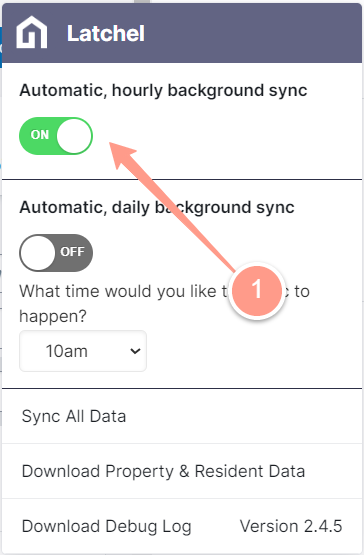 Latchel
Automatic, hourly background sync
ON
Automatic, daily background sync
OFF
What time would you like t c to
happen?
1
10am
Sync All Data
Download Property & Resident Data
Download Debug Log Version 2.4.5